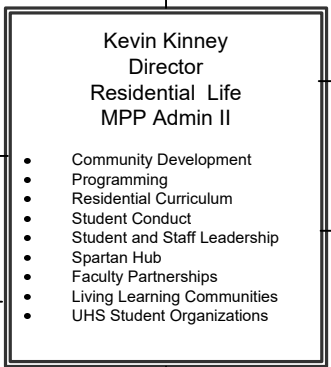 Kevin Kinney
Director
Residential Life
MPP Admin II
• Community Development
• Programming
• Residential Curriculum
• Student Conduct
• Student and Staff Leadership
• Spartan Hub
• Faculty Partnerships
• Living Learning Communities
• UHS Student Organizations